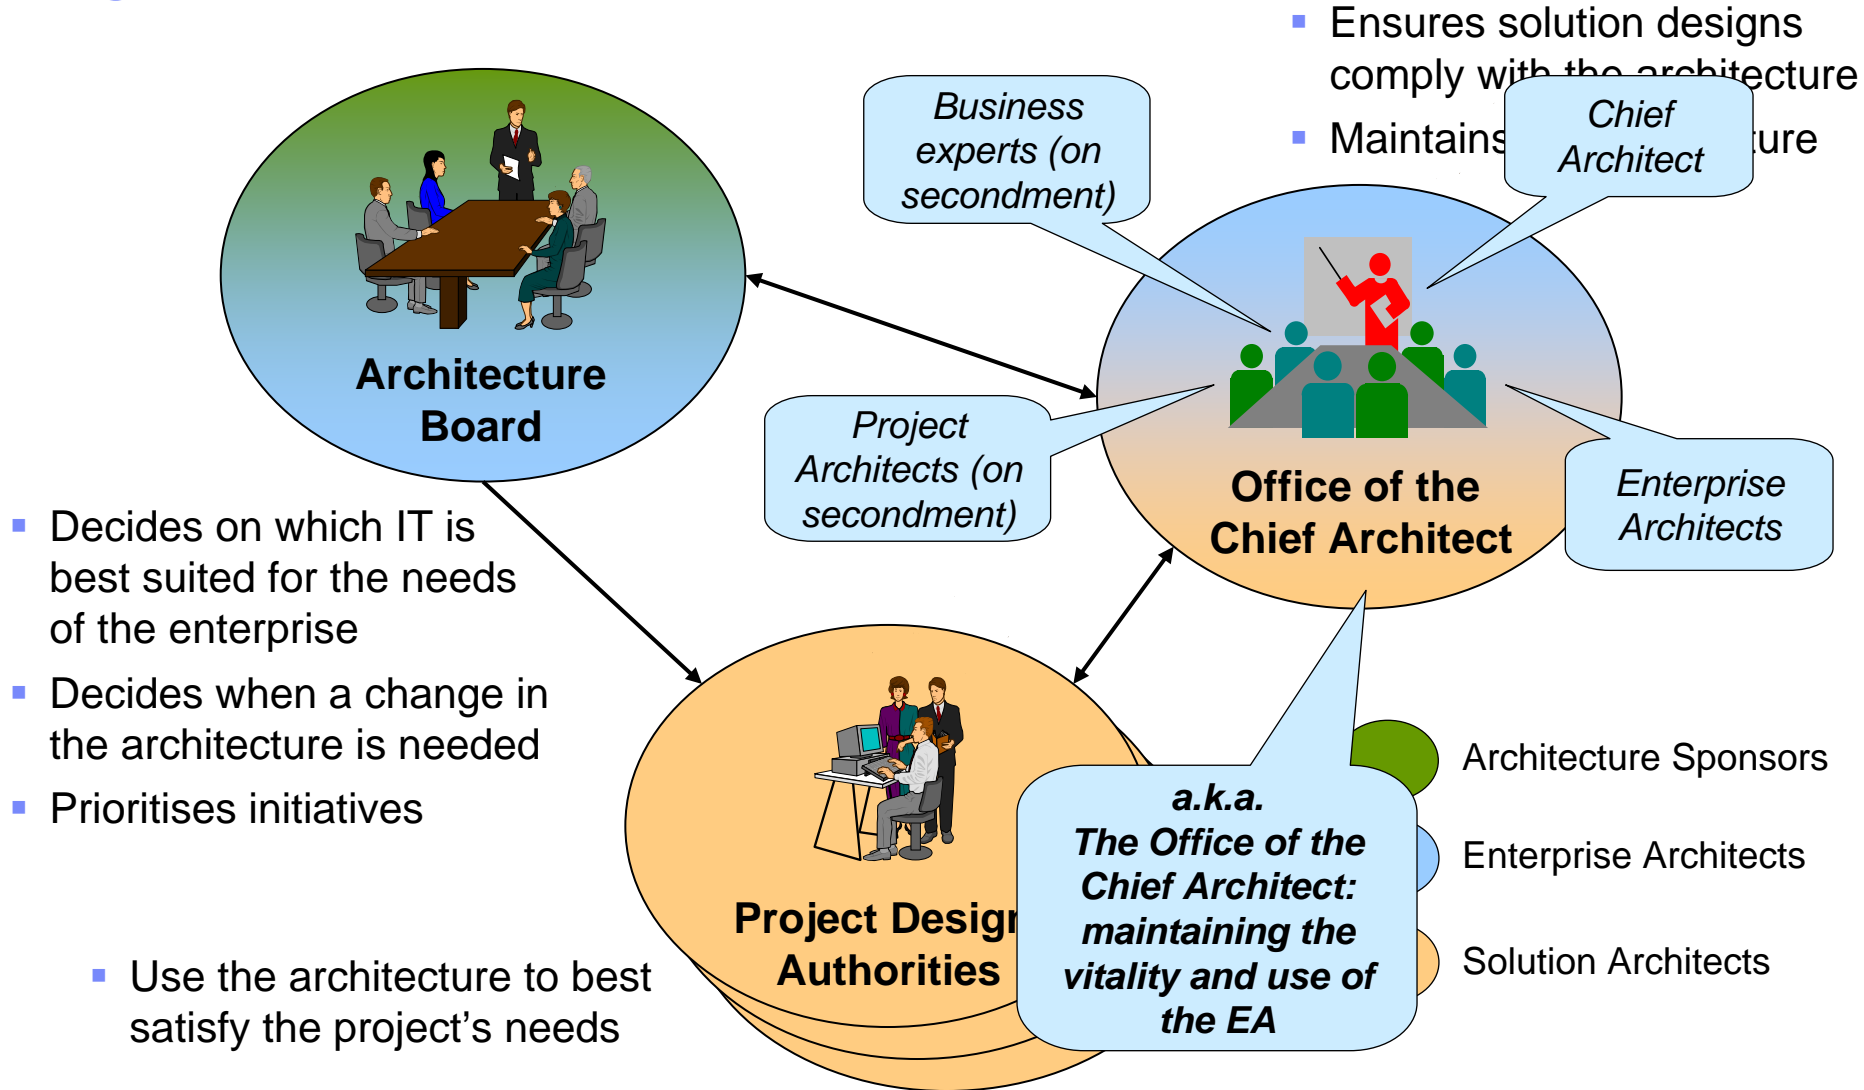 Ensures solution designs
comply with the architecture
Maintains
ture
Business
experts (on
secondment)
Chief
Architect
Architecture
Board
Project
Architects (on
secondment)
Office of the
Chief Architect
Enterprise
Architects
Decides on which IT is
best suited for the needs
of the enterprise
Decides when a change in
the architecture is needed
Prioritises initiatives
Project Design
Authorities
Use the architecture to best
satisfy the project’s needs
a.k.a.
The Office of the
Chief Architect:
maintaining the
vitality and use of
the EA
Architecture Sponsors
Enterprise Architects
Solution Architects